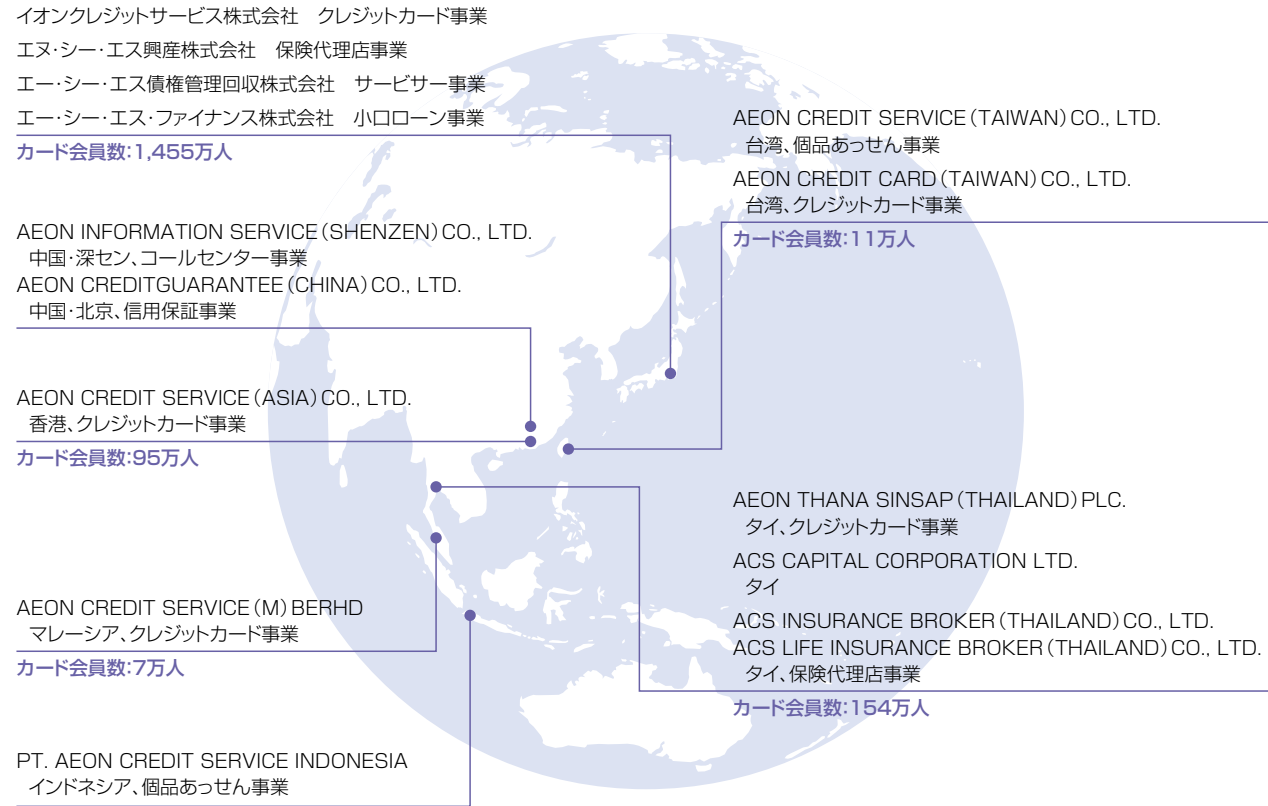 イオンクレジットサービス株式会社　クレジットカード事業
エヌ・シー・エス興産株式会社　保険代理店事業
エー・シー・エス債権管理回収株式会社　サービサー事業
エー・シー・エス・ファイナンス株式会社　小口ローン事業
カード会員数:1,455万人
AEON INFORMATION SERVICE(SHENZEN)CO., LTD.
中国・深セン、コールセンター事業
AEON CREDITGUARANTEE(CHINA)CO., LTD.
中国・北京、信用保証事業
AEON CREDIT SERVICE(ASIA)CO., LTD.
香港、クレジットカード事業
カード会員数:95万人
AEON CREDIT SERVICE(M)BERHD
マレーシア、クレジットカード事業
カード会員数:7万人
PT. AEON CREDIT SERVICE INDONESIA
インドネシア、個品あっせん事業
AEON CREDIT SERVICE(TAIWAN)CO., LTD.
台湾、個品あっせん事業
AEON CREDIT CARD(TAIWAN)CO., LTD.
台湾、クレジットカード事業
カード会員数:11万人
AEON THANA SINSAP(THAILAND)PLC.
タイ、クレジットカード事業
ACS CAPITAL CORPORATION LTD.
タイ
ACS INSURANCE BROKER(THAILAND)CO., LTD.
ACS LIFE INSURANCE BROKER(THAILAND)CO., LTD.
タイ、保険代理店事業
カード会員数:154万人